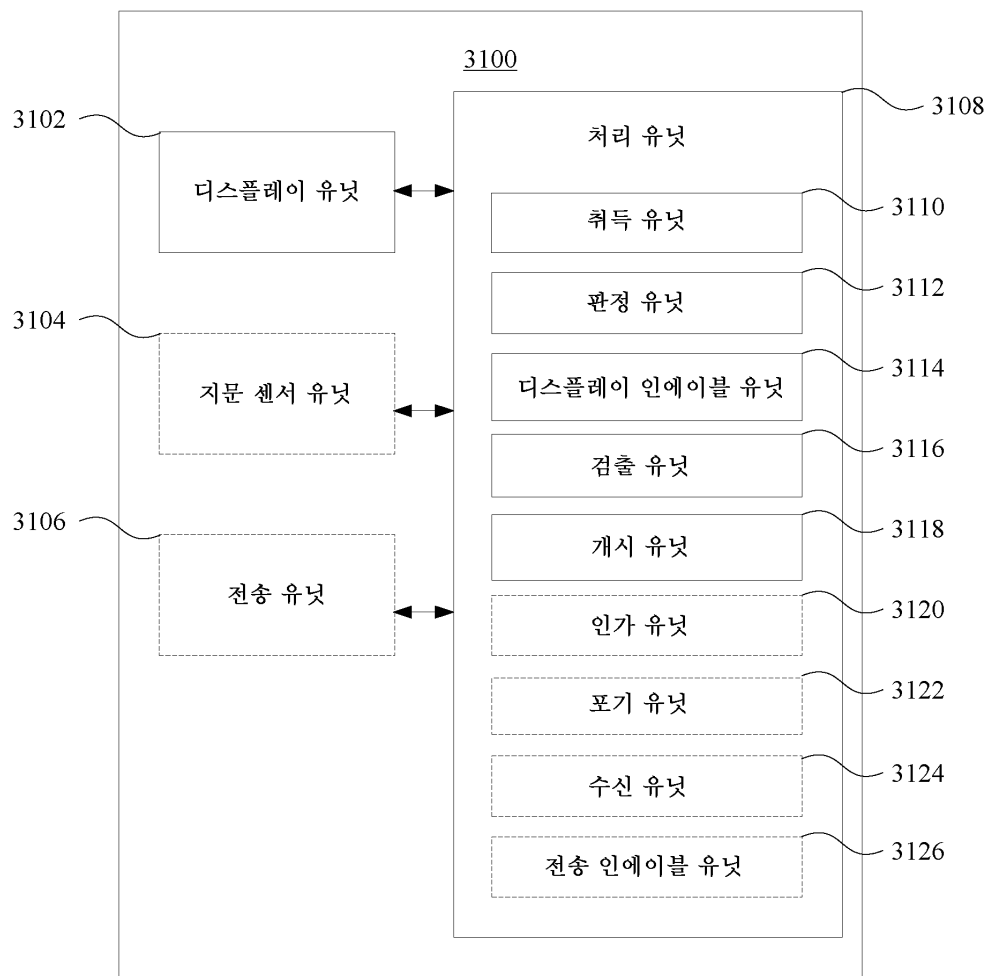 3100
3108
3102
처리 유닛
디스플레이 유닛
3110
취득 유닛
3112
판정 유닛
3104
3114
지문 센서 유닛
디스플레이 인에이블 유닛
3116
검출 유닛
3106
3118
개시 유닛
전송 유닛
3120
인가 유닛
3122
포기 유닛
3124
수신 유닛
3126
전송 인에이블 유닛